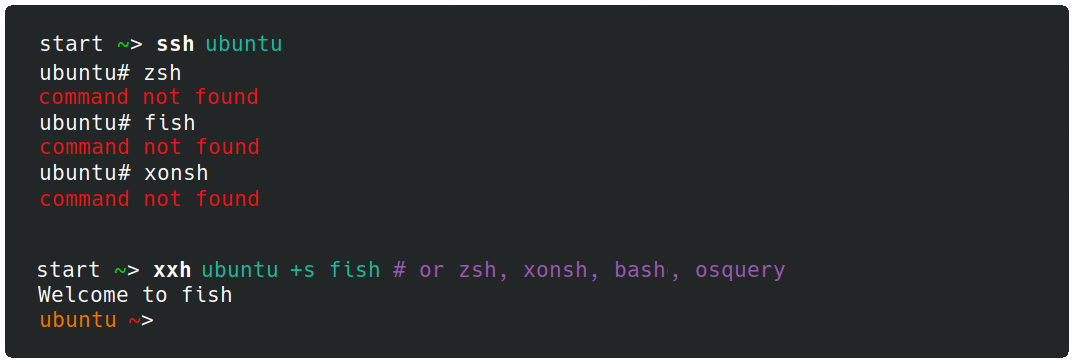 start ~> ssh ubuntu
ubuntu# zsh
command not found
ubuntu# fish
command not found
ubuntu# xonsh
command not found
start ~> xxh ubuntu +s fish # or zsh, xonsh, bash, osquery
Welcome to fish
ubuntu ~>